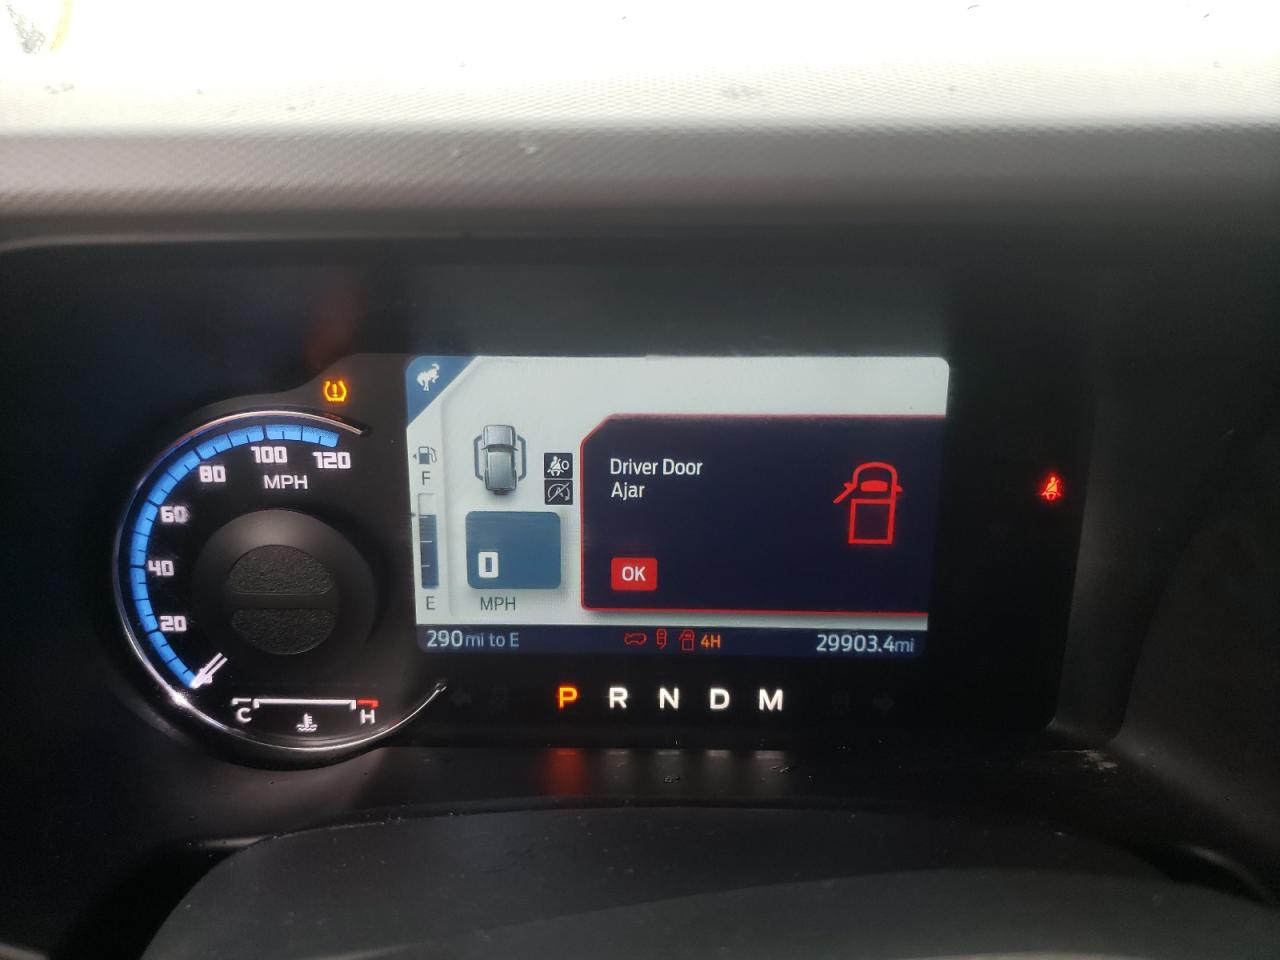 120
100
80
MPH
60
40
20
C
H
F
E
0
MPH
Driver Door
Ajar
OK
290mi to E
4H
29903.4mi
P R N D M